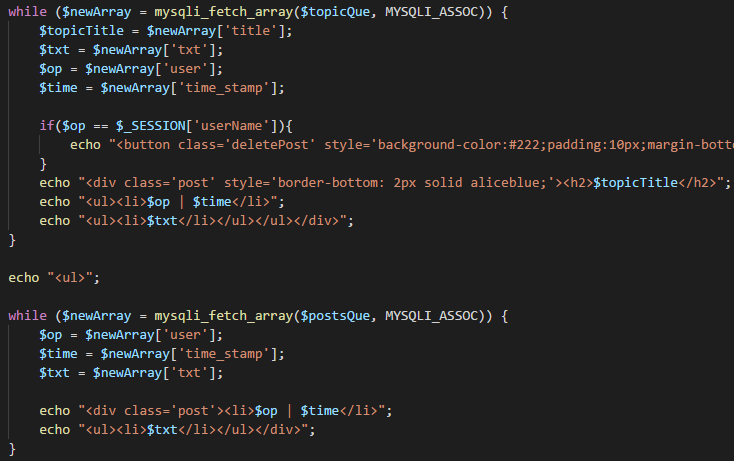 while ($newArray = mysqli_fetch_array($topicQue, MYSQLI_ASSOC)) {
$topicTitle = $newArray['title'];
$txt = $newArray['txt'];
$op = $newArray['user'];
$time = $newArray['time_stamp'];
if($op == $_SESSION['userName']){
echo "<button class='deletePost' style='background-color:#222;padding:10px;margin-botto
}
echo "<div class='post' style='border-bottom: 2px solid aliceblue;'><h2>$topicTitle</h2>";
echo "<ul><li>$op | $time</li>";
echo "<ul><li>$txt</li></ul></ul></div>";
}
echo "<ul>";
while ($newArray = mysqli_fetch_array($postsQue, MYSQLI_ASSOC)) {
$op = $newArray['user'];
$time = $newArray['time_stamp'];
$txt = $newArray['txt'];
echo "<div class='post'><li>$op | $time</li>";
echo "<ul><li>$txt</li></ul></div>";
}